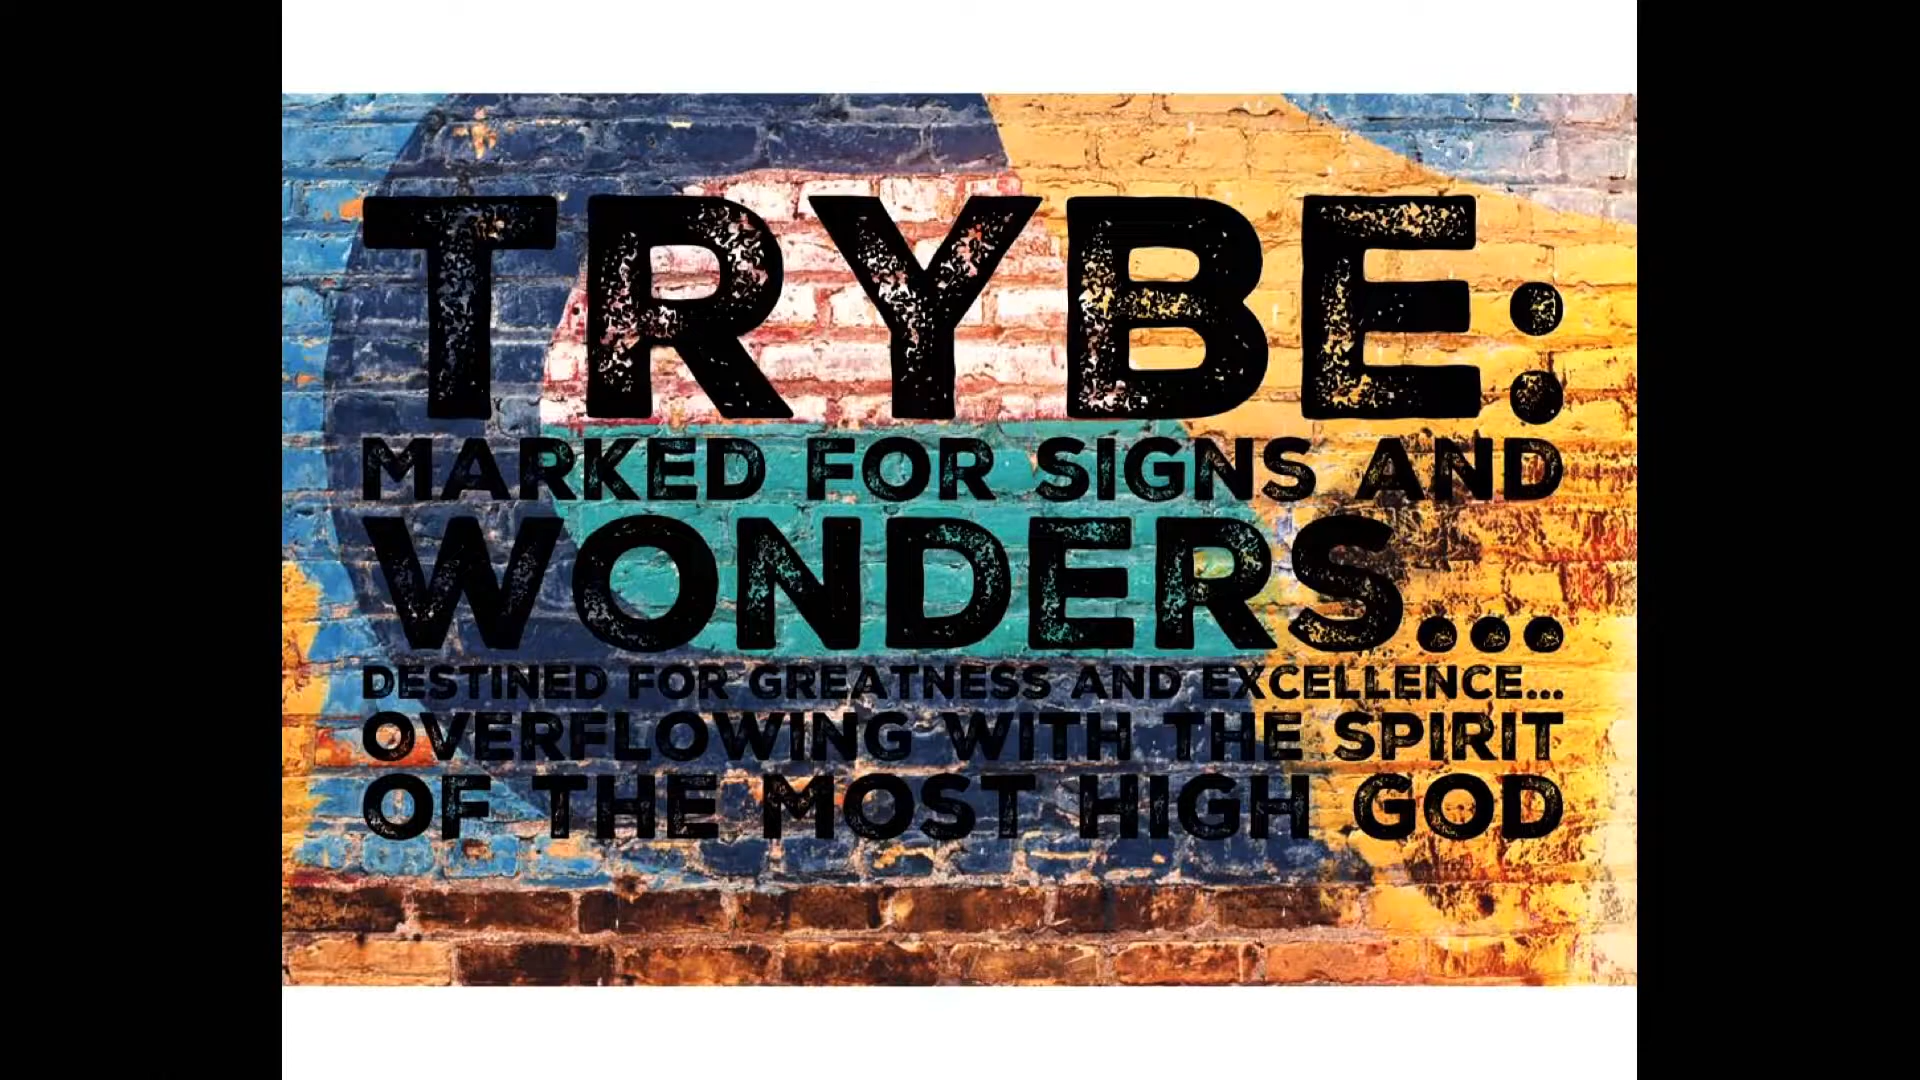 TRYBE:
MARKED FOR SIGNS AND
WONDERS...
DESTINED FOR GREATNESS AND EXCELLENCE...
OVERFLOWING WITH THE SPIRIT
OF THE MOST HIGH GOD